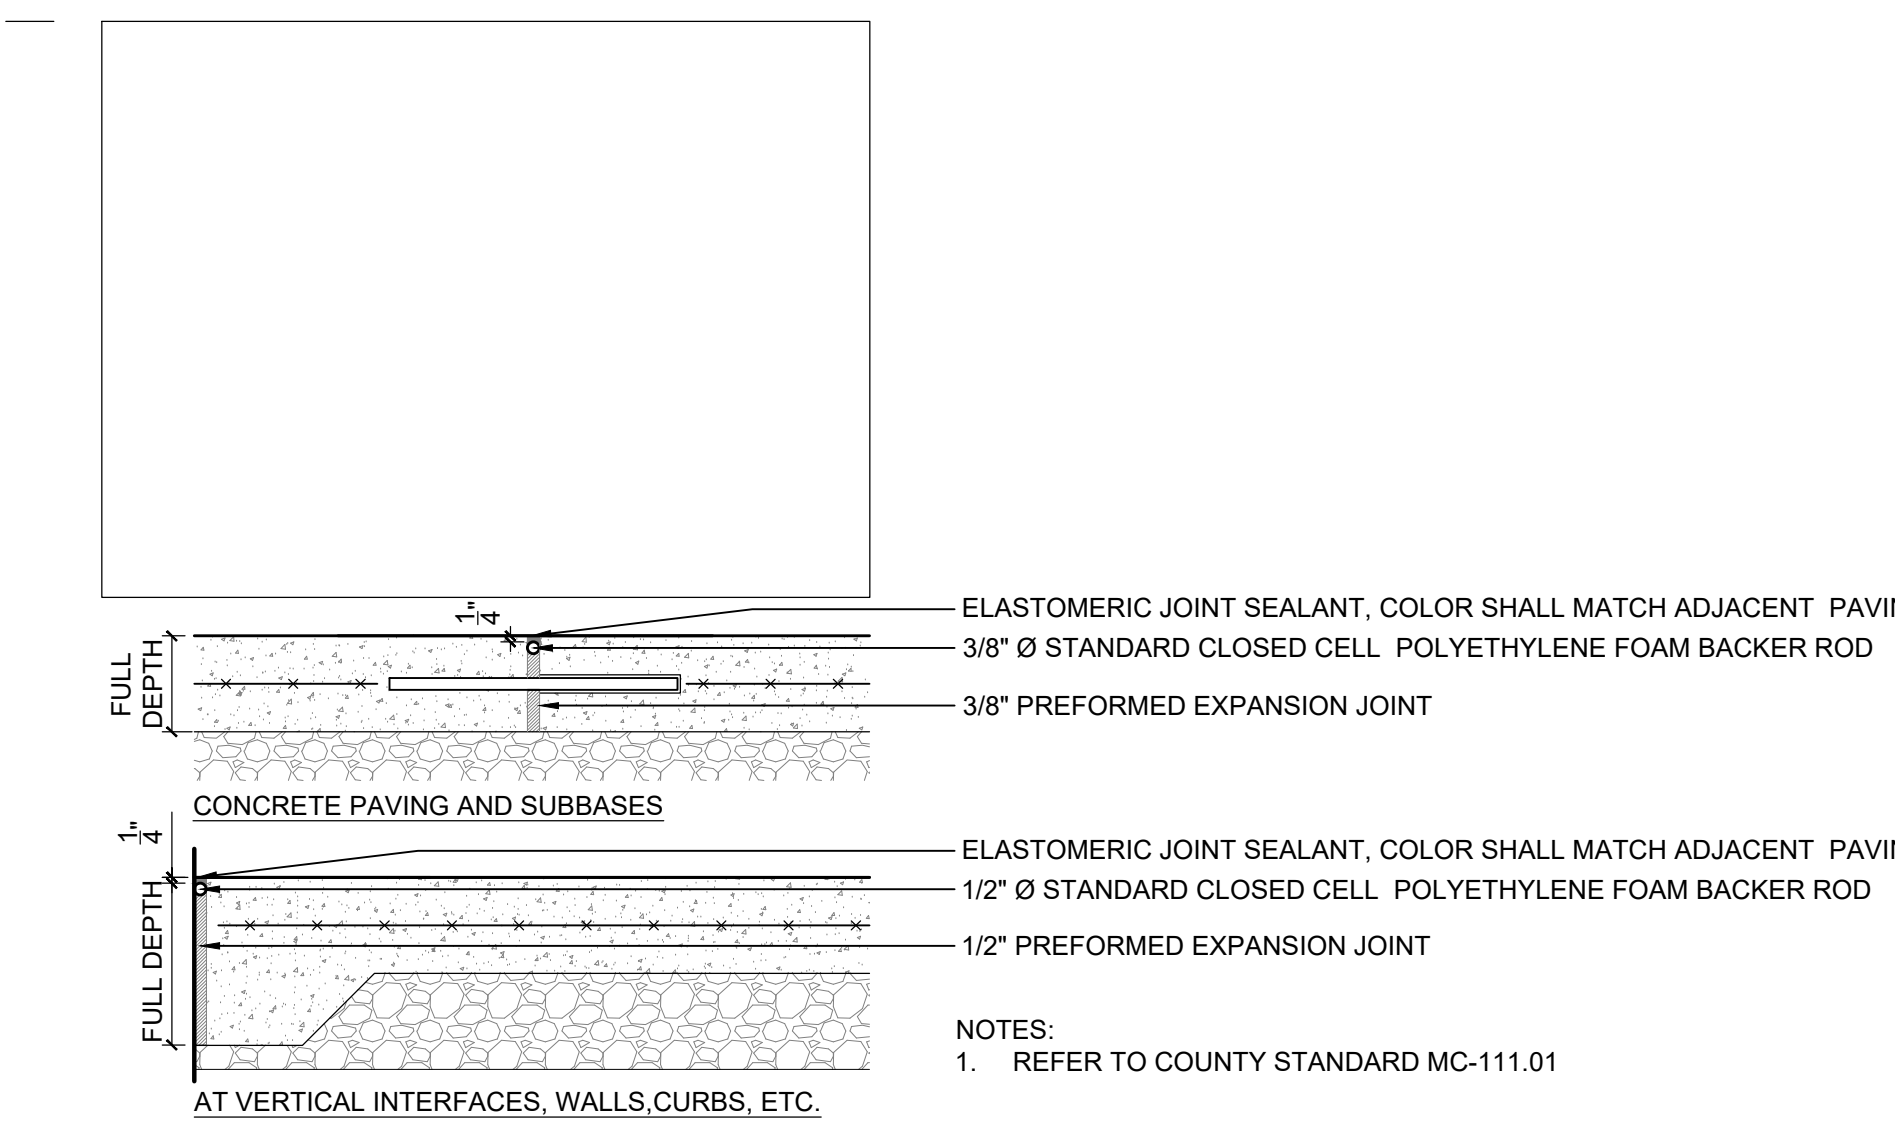 1/4"
ELASTOMERIC JOINT SEALANT, COLOR SHALL MATCH ADJACENT PAVI
3/8" Ø STANDARD CLOSED CELL POLYETHYLENE FOAM BACKER ROD
FULL
DEPTH
3/8" PREFORMED EXPANSION JOINT
CONCRETE PAVING AND SUBBASES
1/4"
ELASTOMERIC JOINT SEALANT, COLOR SHALL MATCH ADJACENT PAVI
1/2" Ø STANDARD CLOSED CELL POLYETHYLENE FOAM BACKER ROD
FULL DEPTH
1/2" PREFORMED EXPANSION JOINT
NOTES:
1. REFER TO COUNTY STANDARD MC-111.01
AT VERTICAL INTERFACES, WALLS,CURBS, ETC.